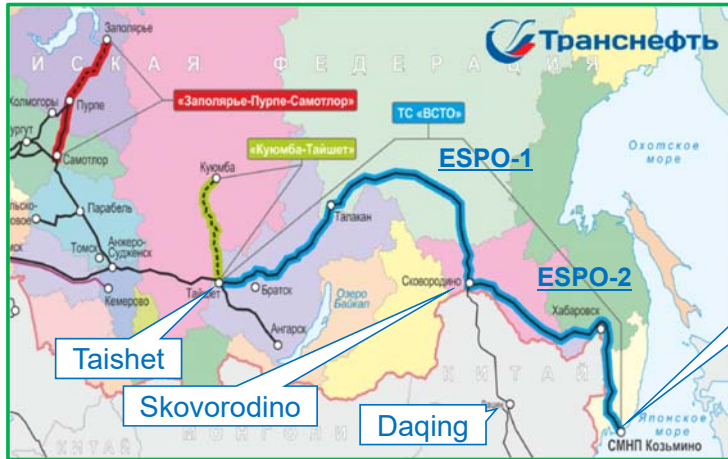 Заполярье
Транснефть
И С К А Я Ф Е Д Е Р А Ц И Я
Холмогоры
Пурпе
«Заполярье-Пурпе-Самотлор»
ТС «ВСТО»
Охотское
море
Сургут
«Куюмба-Тайшет»
ESPO-1
Самотлор
Куюмба
Парабель
Талакан
Томск
Анжеро-
Судженск
Сковородино
ESPO-2
Тайшет
Братск
Кемерово
Озеро
Байкал
Хабаровск
Ангарск
Taishet
К И Т А Й
Skovorodino
Daqing
Японское
море
КИТАЙ
М О Н Г О Л И
СМНП Козьмино